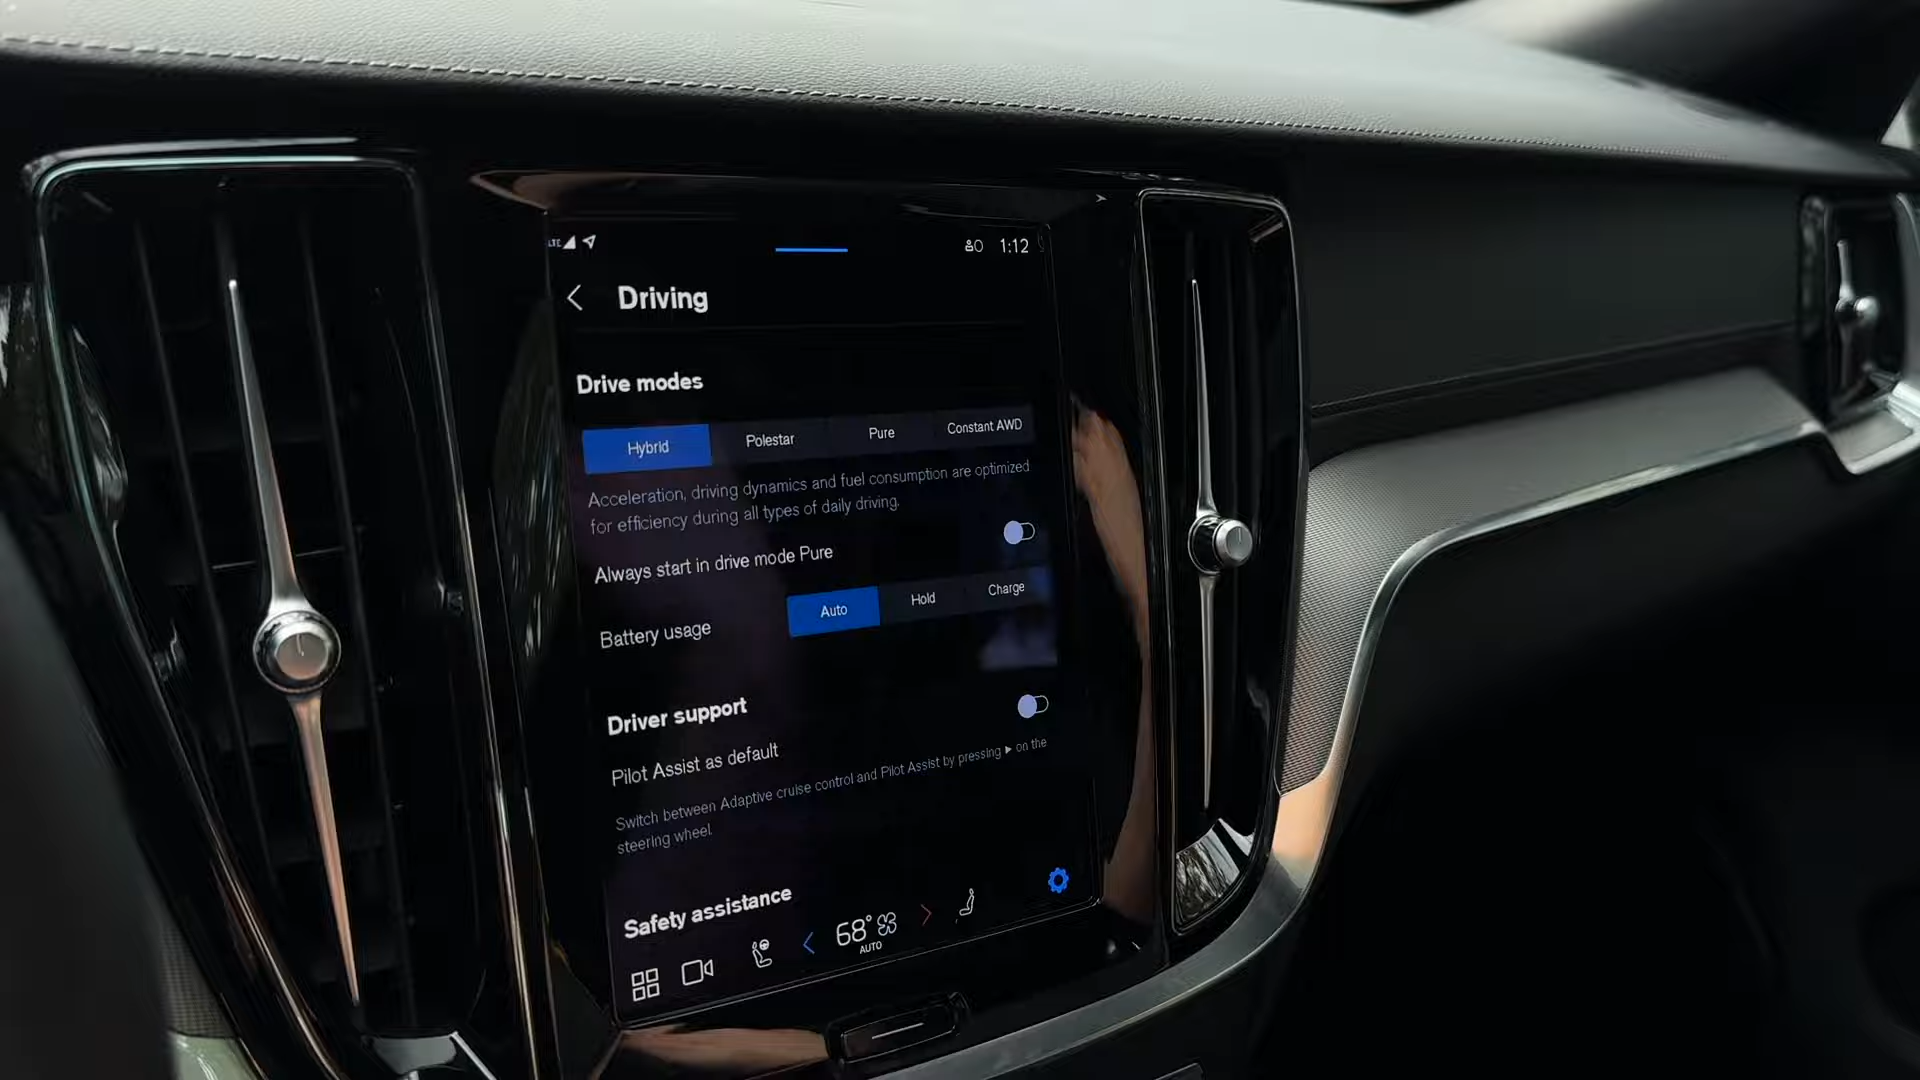 LTE 1:12
Driving
Drive modes
Hybrid Polestar Pure Constant AWD
Acceleration, driving dynamics and fuel consumption are optimized
for efficiency during all types of daily driving.
Always start in drive mode Pure
Battery usage Auto Hold Charge
Driver support
Pilot Assist as default
Switch between Adaptive cruise control and Pilot Assist by pressing ▶ on the
steering wheel
Safety assistance
68°
AUTO